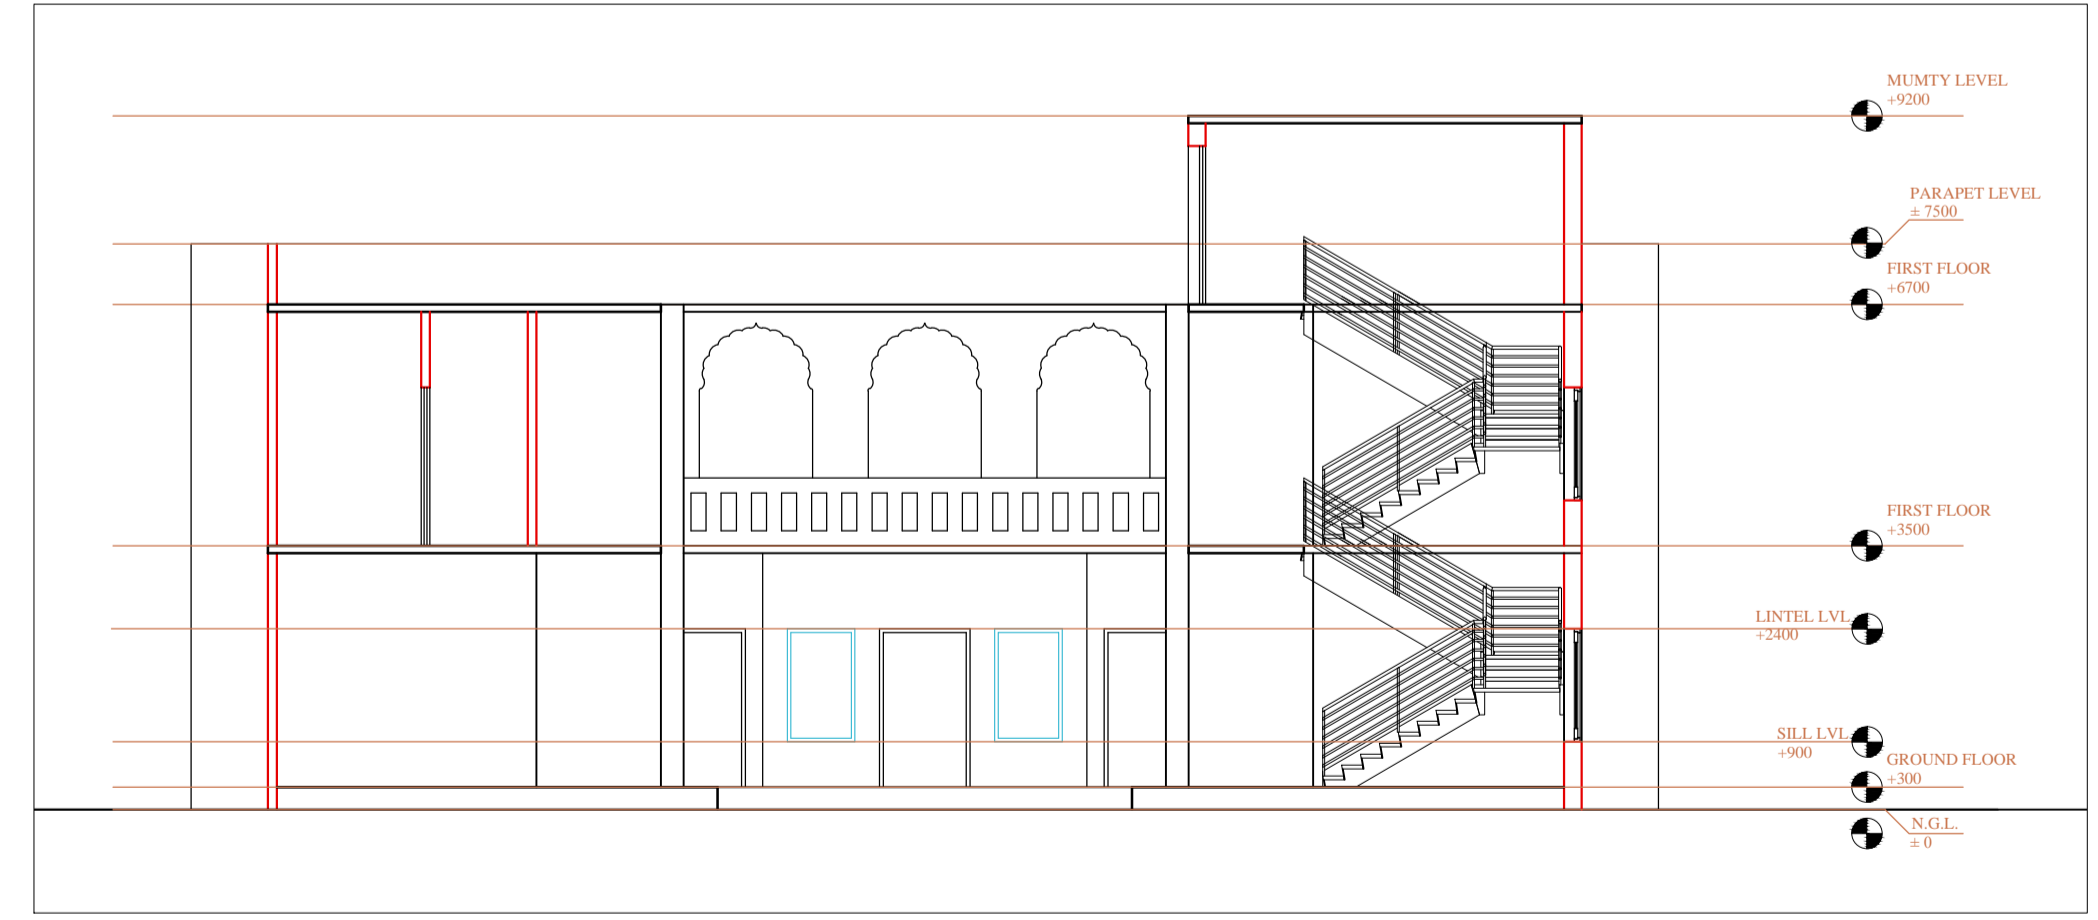 MUMTY LEVEL
+9200
PARAPET LEVEL
± 7500
FIRST FLOOR
+6700
FIRST FLOOR
+3500
LINTEL LVL
+2400
SILL LVL
+900
GROUND FLOOR
+300
N.G.L.
± 0